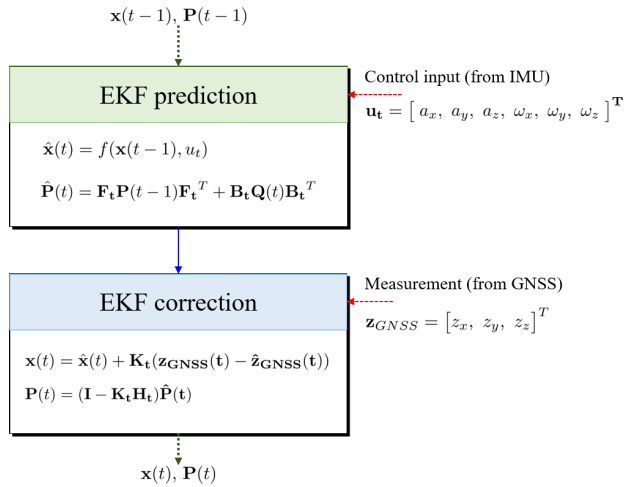 x(t−1), P(t−1)
EKF prediction
Control input (from IMU)
u_t = [ a_x, a_y, a_z, ω_x, ω_y, ω_z ]^T
x̂(t) = f(x(t−1), u_t)
P̂(t) = F_t P(t−1) F_t^T + B_t Q(t) B_t^T
EKF correction
Measurement (from GNSS)
z_GNSS = [z_x, z_y, z_z]^T
x(t) = x̂(t) + K_t(z_GNSS(t) − ẑ_GNSS(t))
P(t) = (I − K_t H_t)P̂(t)
x(t), P(t)